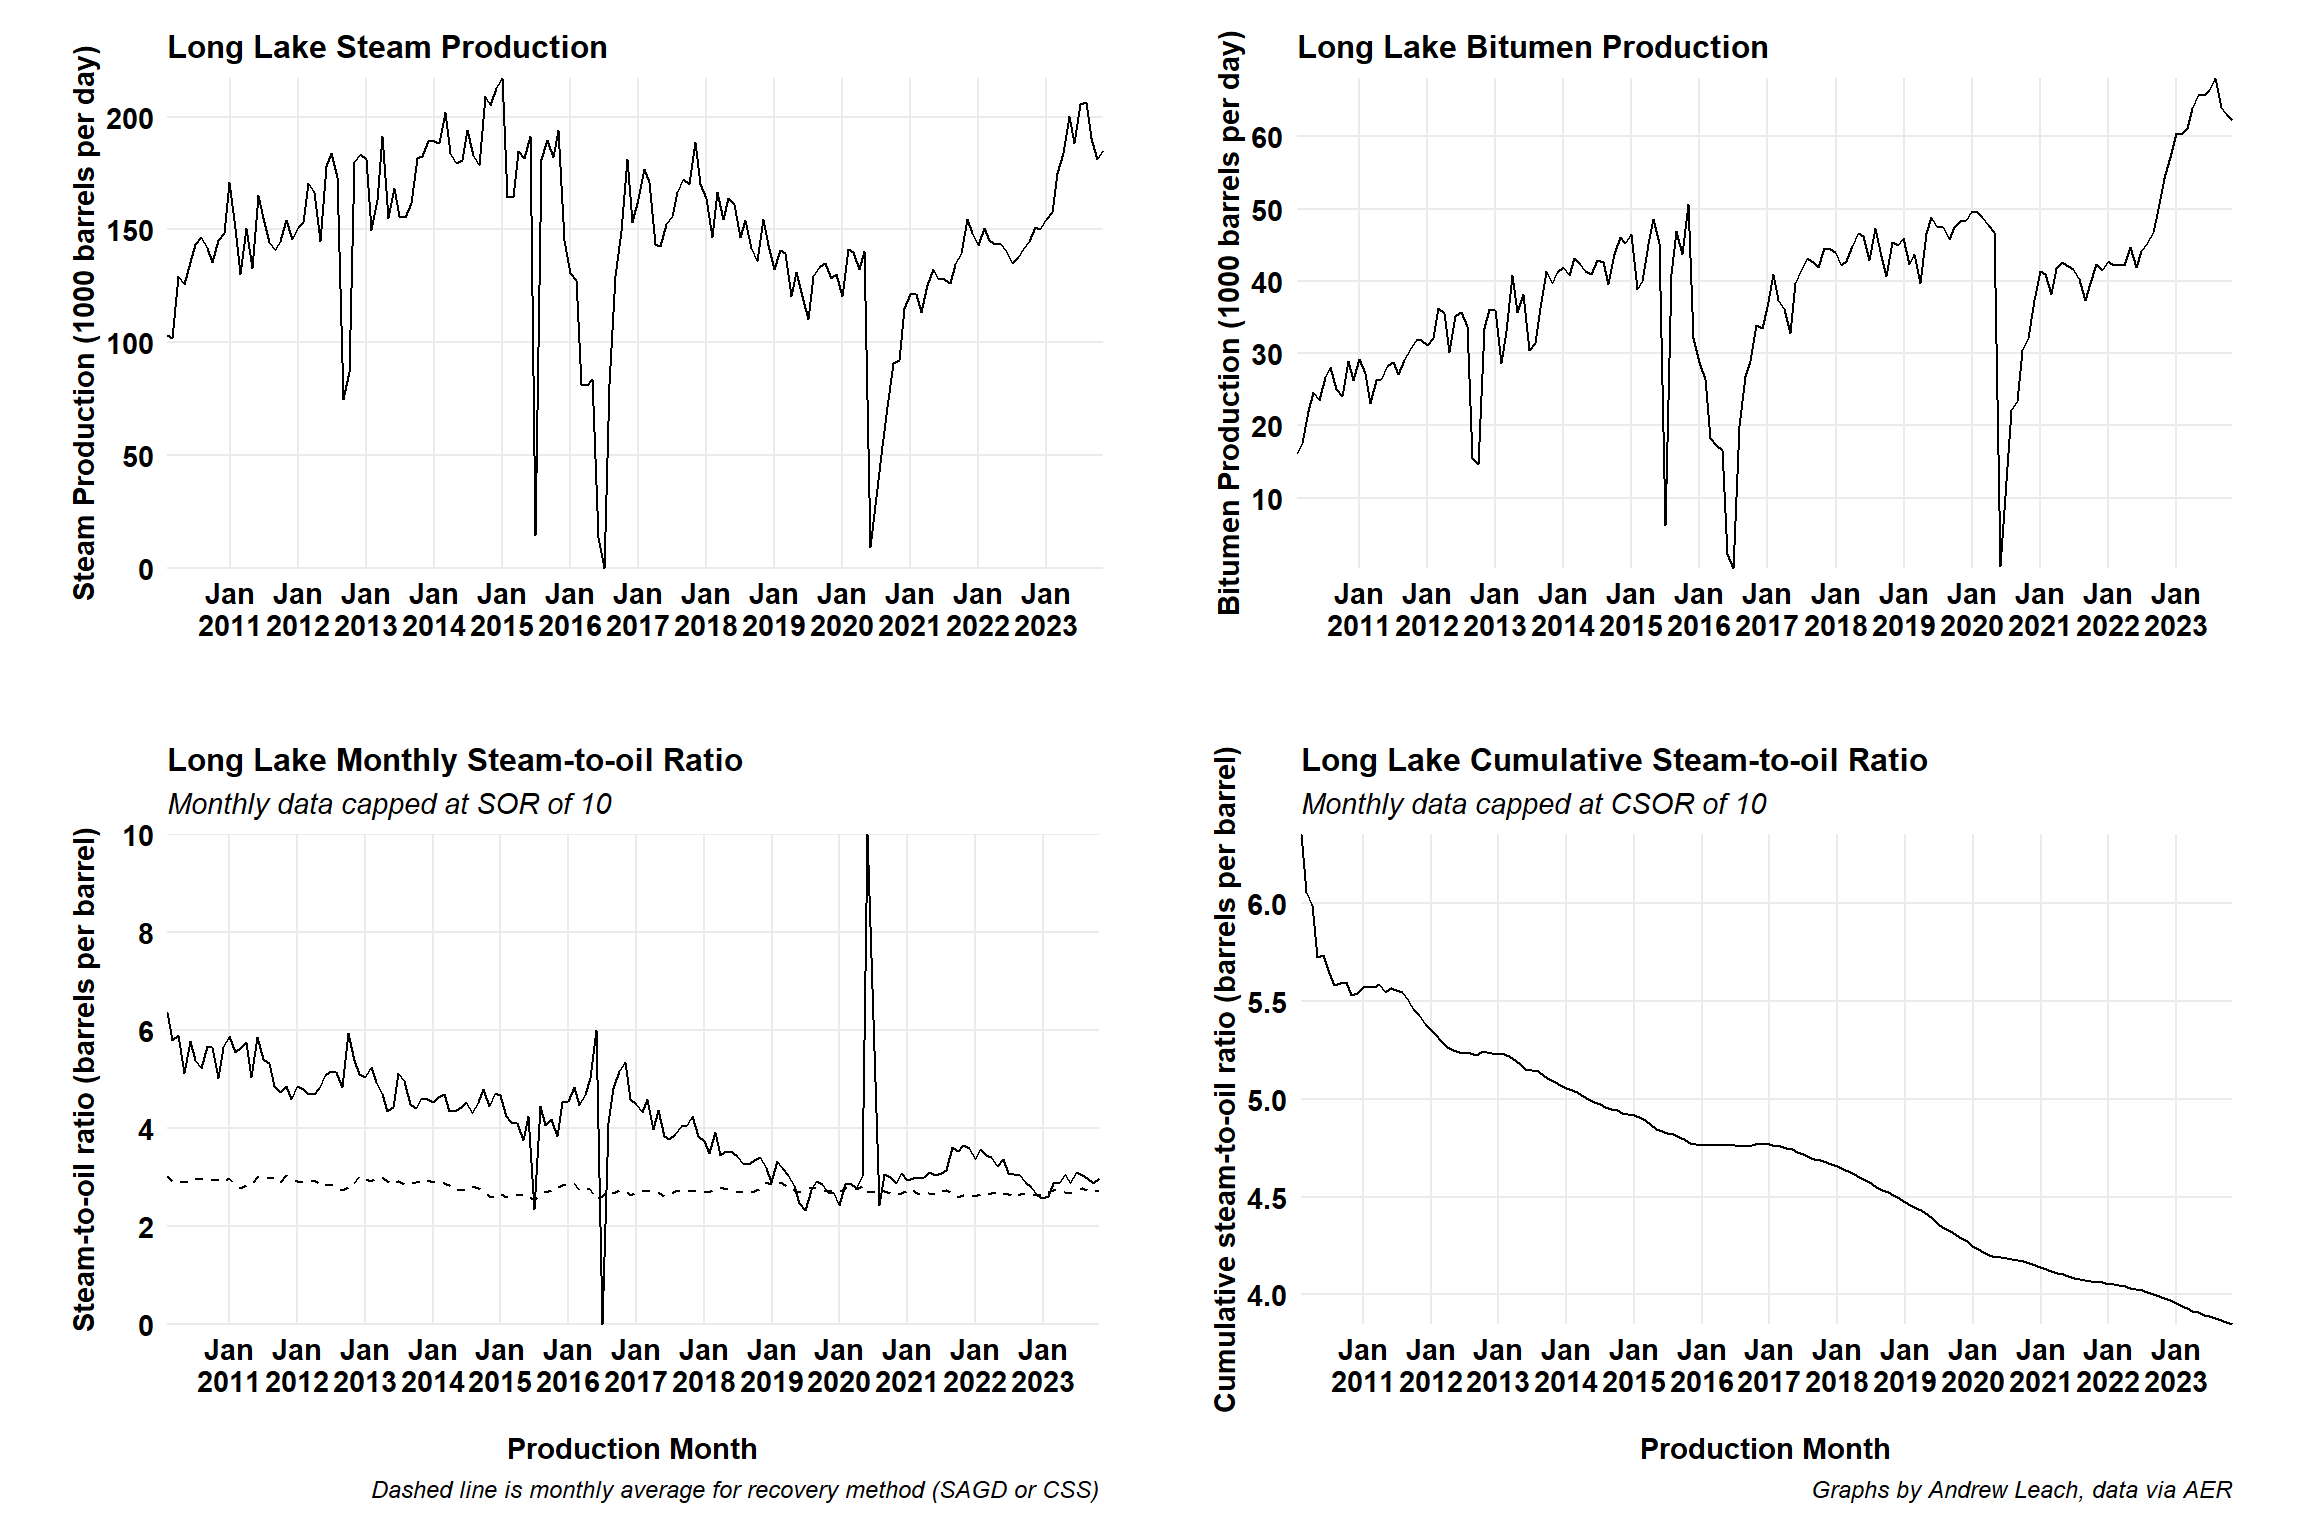 Long Lake Steam Production
Steam Production (1000 barrels per day)
200
150
100
50
0
Jan Jan Jan Jan Jan Jan Jan Jan Jan Jan Jan Jan Jan
2011 2012 2013 2014 2015 2016 2017 2018 2019 2020 2021 2022 2023
Long Lake Bitumen Production
Bitumen Production (1000 barrels per day)
60
50
40
30
20
10
Jan Jan Jan Jan Jan Jan Jan Jan Jan Jan Jan Jan Jan
2011 2012 2013 2014 2015 2016 2017 2018 2019 2020 2021 2022 2023
Long Lake Monthly Steam-to-oil Ratio
Monthly data capped at SOR of 10
Steam-to-oil ratio (barrels per barrel)
10
8
6
4
2
0
Jan Jan Jan Jan Jan Jan Jan Jan Jan Jan Jan Jan Jan
2011 2012 2013 2014 2015 2016 2017 2018 2019 2020 2021 2022 2023
Production Month
Dashed line is monthly average for recovery method (SAGD or CSS)
Long Lake Cumulative Steam-to-oil Ratio
Monthly data capped at CSOR of 10
Cumulative steam-to-oil ratio (barrels per barrel)
6.0
5.5
5.0
4.5
4.0
Jan Jan Jan Jan Jan Jan Jan Jan Jan Jan Jan Jan Jan
2011 2012 2013 2014 2015 2016 2017 2018 2019 2020 2021 2022 2023
Production Month
Graphs by Andrew Leach, data via AER